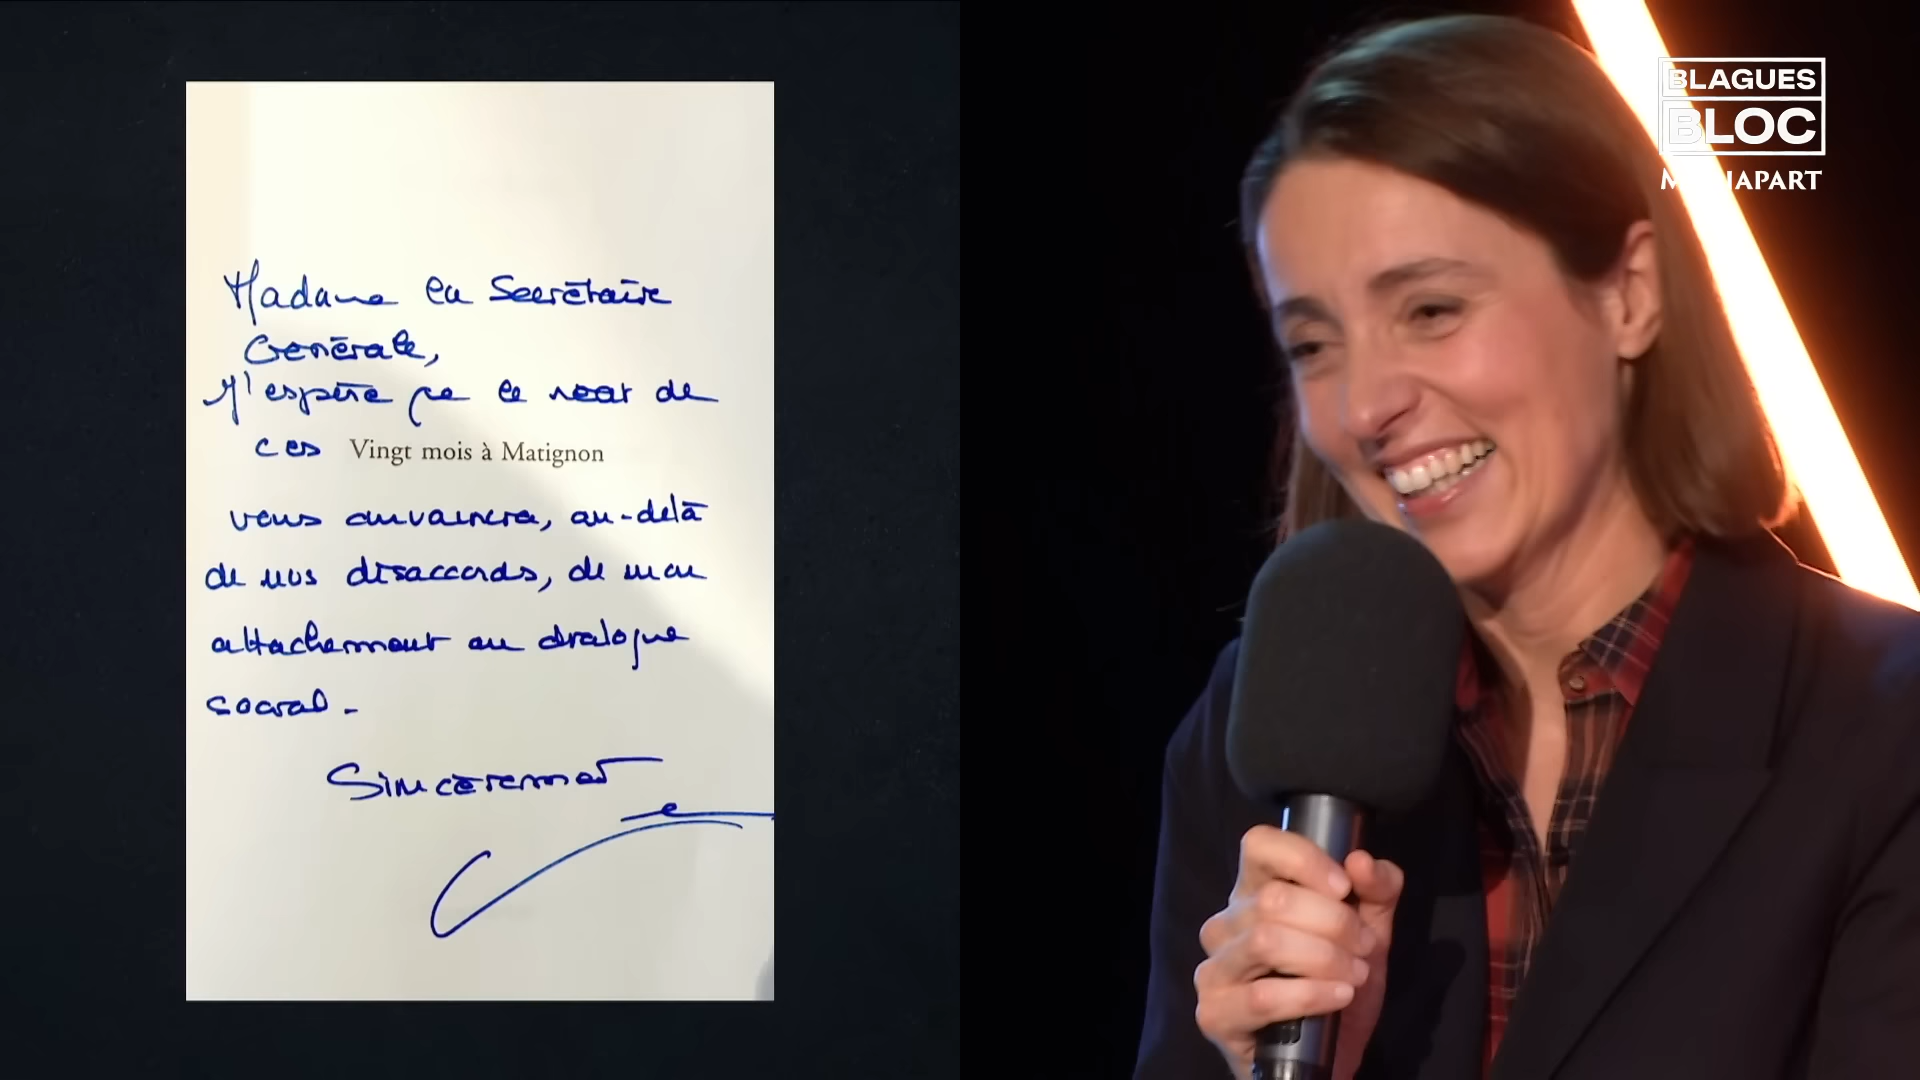 Madame la Secrétaire
Générale,
J'espère que le récit de
ces Vingt mois à Matignon
vous convaincra, au-delà
de nos désaccords, de mon
attachement au dialogue
social.
Sincèrement
BLAGUES
BLOC
MEDIAPART